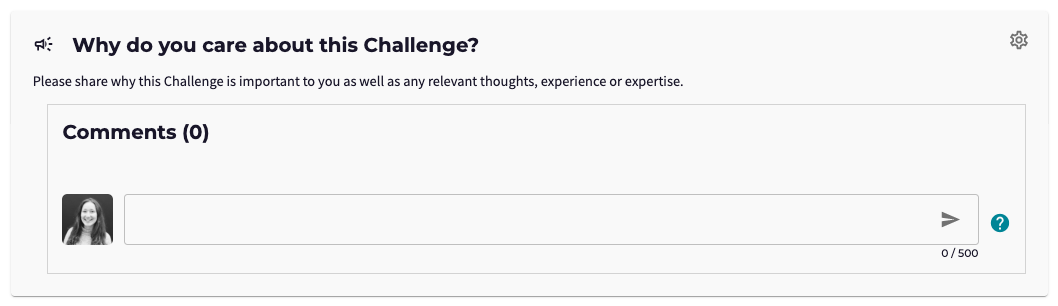 Why do you care about this Challenge?
Please share why this Challenge is important to you as well as any relevant thoughts, experience or expertise.
Comments (0)
?
0 / 500